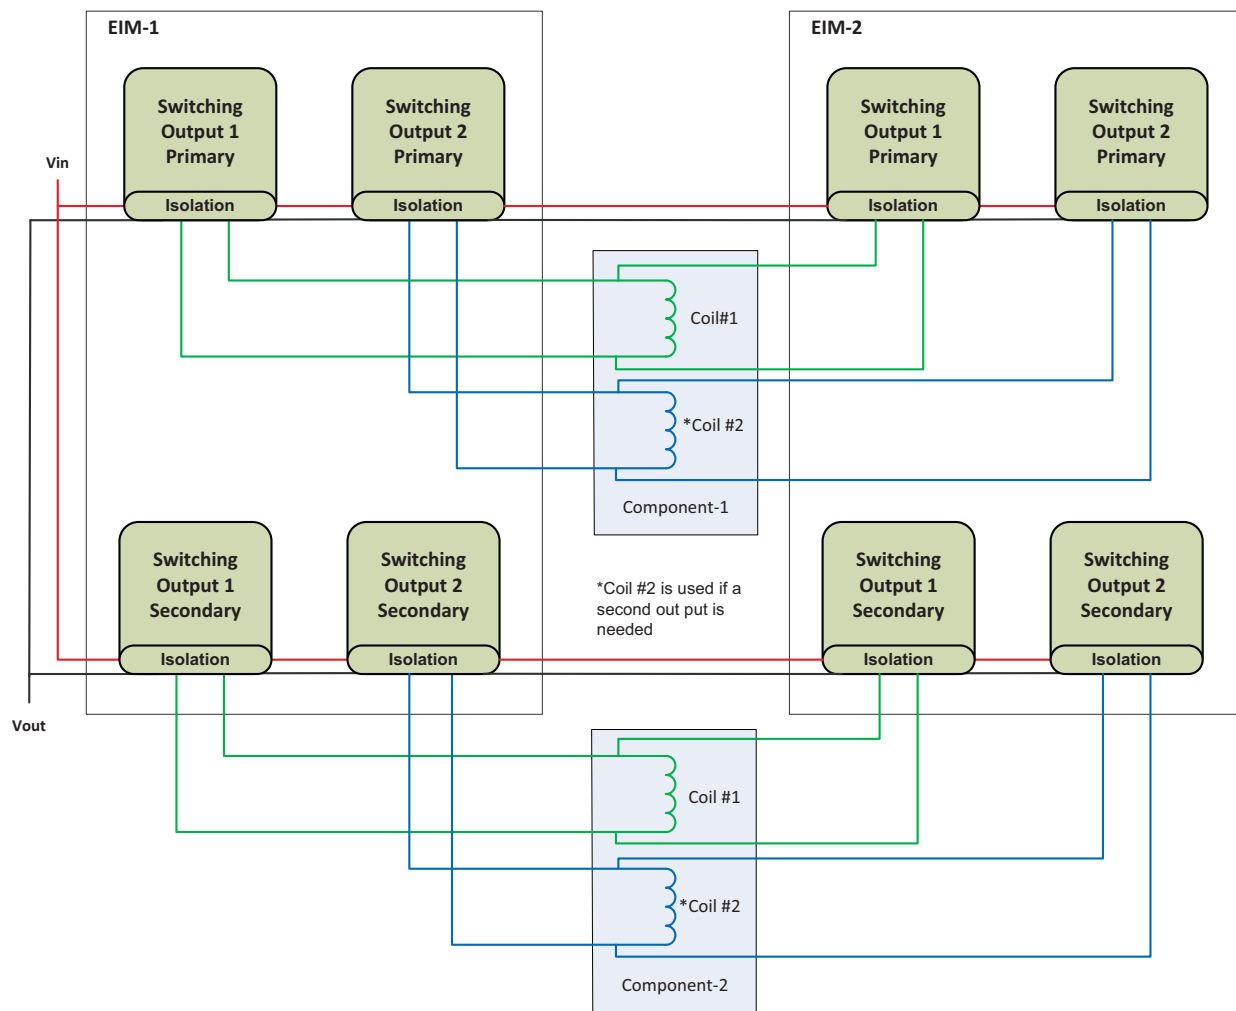 EIM-1
EIM-2
Switching
Output 1
Primary
Isolation
Switching
Output 2
Primary
Isolation
Switching
Output 1
Primary
Isolation
Switching
Output 2
Primary
Isolation
Vin
Coil#1
*Coil #2
Component-1
*Coil #2 is used if a
second out put is
needed
Switching
Output 1
Secondary
Isolation
Switching
Output 2
Secondary
Isolation
Switching
Output 1
Secondary
Isolation
Switching
Output 2
Secondary
Isolation
Vout
Coil #1
*Coil #2
Component-2